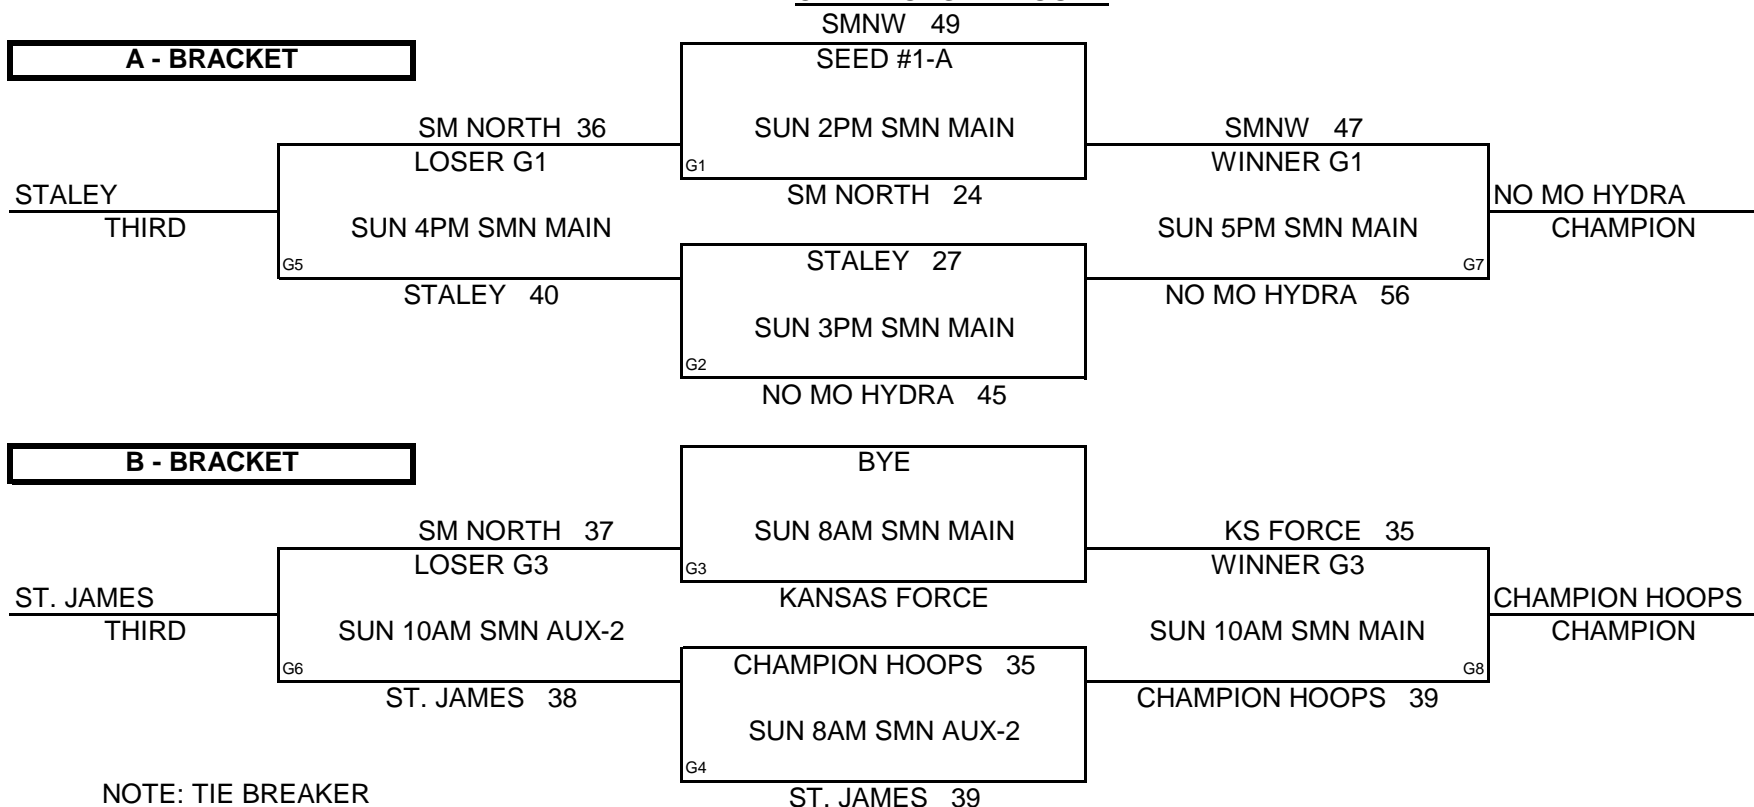 SMNW 49
A - BRACKET
SEED #1-A
SM NORTH 36
SUN 2PM SMN MAIN
SMNW 47
LOSER G1
G1
WINNER G1
STALEY
SM NORTH 24
NO MO HYDRA
THIRD
SUN 4PM SMN MAIN
SUN 5PM SMN MAIN
CHAMPION
G5
STALEY 27
G7
STALEY 40
NO MO HYDRA 56
SUN 3PM SMN MAIN
G2
NO MO HYDRA 45
B - BRACKET
BYE
SM NORTH 37
SUN 8AM SMN MAIN
KS FORCE 35
LOSER G3
G3
WINNER G3
ST. JAMES
KANSAS FORCE
CHAMPION HOOPS
THIRD
SUN 10AM SMN AUX-2
SUN 10AM SMN MAIN
CHAMPION
G6
CHAMPION HOOPS 35
G8
ST. JAMES 38
CHAMPION HOOPS 39
SUN 8AM SMN AUX-2
G4
NOTE: TIE BREAKER
ST. JAMES 39